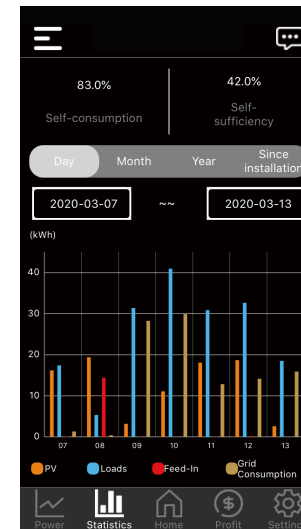 83.0%
42.0%
Self-consumption
Self-
sufficiency
Day
Month
Year
Since
installation
2020-03-07
~~
2020-03-13
(kWh)
40
30
20
10
0
07
08
09
10
11
12
13
PV
Loads
Feed-In
Grid
Consumption
Power
Statistics
Home
Profit
Setting